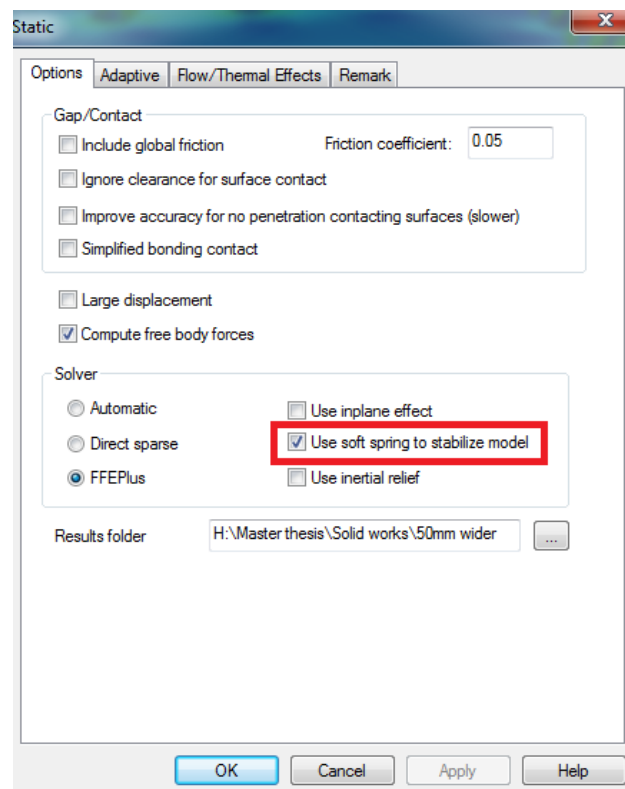 Static
x
Options Adaptive Flow/Thermal Effects Remark
Gap/Contact
Include global friction Friction coefficient: 0.05
Ignore clearance for surface contact
Improve accuracy for no penetration contacting surfaces (slower)
Simplified bonding contact
Large displacement
Compute free body forces
Solver
Automatic Use inplane effect
Direct sparse Use soft spring to stabilize model
FFEPlus Use inertial relief
Results folder H:\Master thesis\Solid works\50mm wider ...
OK Cancel Apply Help